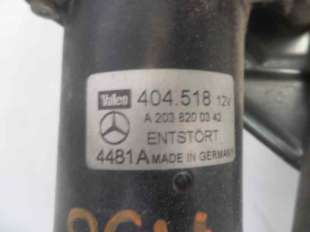 Valeo 404.518 12V
A 203 820 03 42
ENTSTÖRT
4481A MADE IN GERMANY